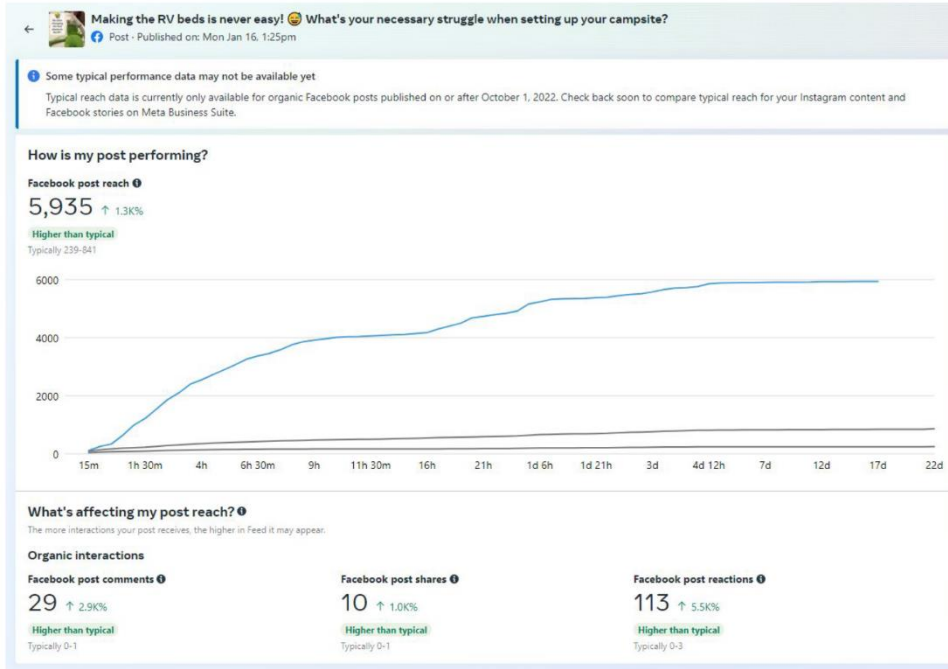 Making the RV beds is never easy! 😅 What's your necessary struggle when setting up your campsite?
Post · Published on: Mon Jan 16, 1:25pm
Some typical performance data may not be available yet
Typical reach data is currently only available for organic Facebook posts published on or after October 1, 2022. Check back soon to compare typical reach for your Instagram content and
Facebook stories on Meta Business Suite.
How is my post performing?
Facebook post reach
5,935 ↑ 1.3K%
Higher than typical
Typically 239-841
6000
4000
2000
0
15m 1h 30m 4h 6h 30m 9h 11h 30m 16h 21h 1d 6h 1d 21h 3d 4d 12h 7d 12d 17d 22d
What's affecting my post reach?
The more interactions your post receives, the higher in Feed it may appear.
Organic interactions
Facebook post comments Facebook post shares Facebook post reactions
29 ↑ 2.9K% 10 ↑ 1.0K% 113 ↑ 5.5K%
Higher than typical Higher than typical Higher than typical
Typically 0-1 Typically 0-1 Typically 0-3